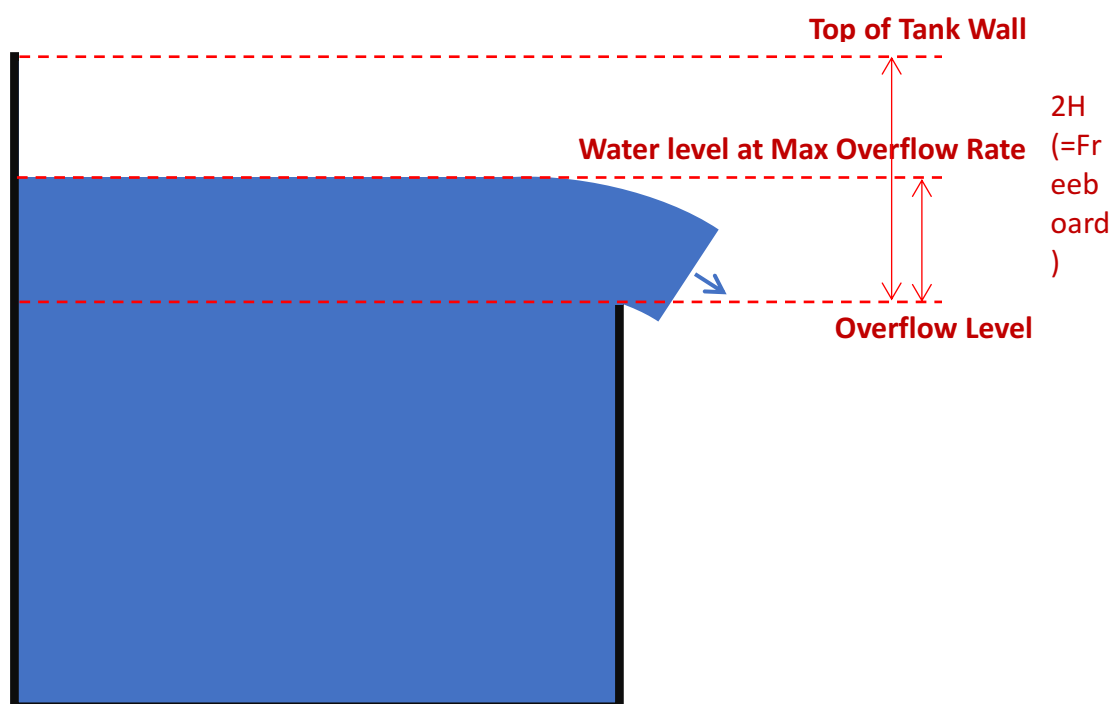 Top of Tank Wall
Water level at Max Overflow Rate
2H
(=Fr
eeb
oard
)
Overflow Level